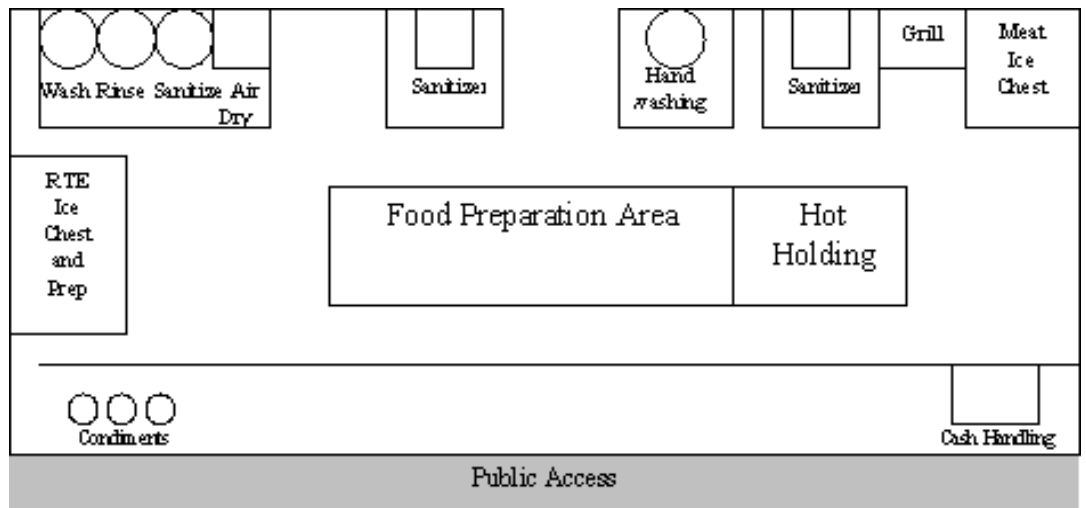 Wash Rinse Sanitize Air
Dry
Sanitizer
Hand
washing
Sanitizer
Grill
Meat
Ice
Chest
RTE
Ice
Chest
and
Prep
Food Preparation Area
Hot
Holding
Condiments
Cash Handling
Public Access